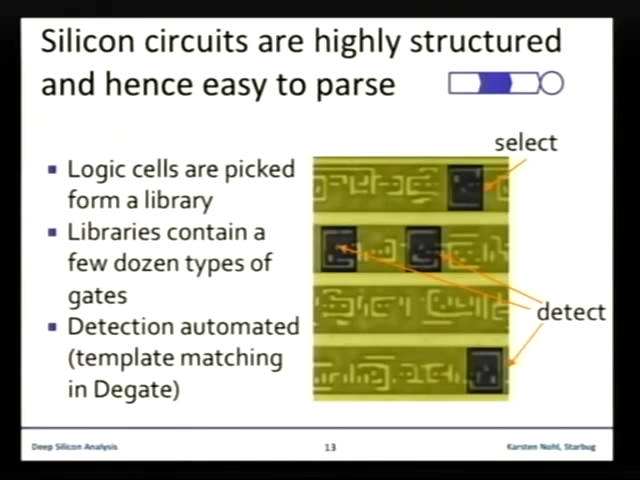 Silicon circuits are highly structured
and hence easy to parse
select
Logic cells are picked
form a library
Libraries contain a
few dozen types of
gates
detect
Detection automated
(template matching
in Degate)
Deep Silicon Analysis
13
Karsten Nohl, Starbug